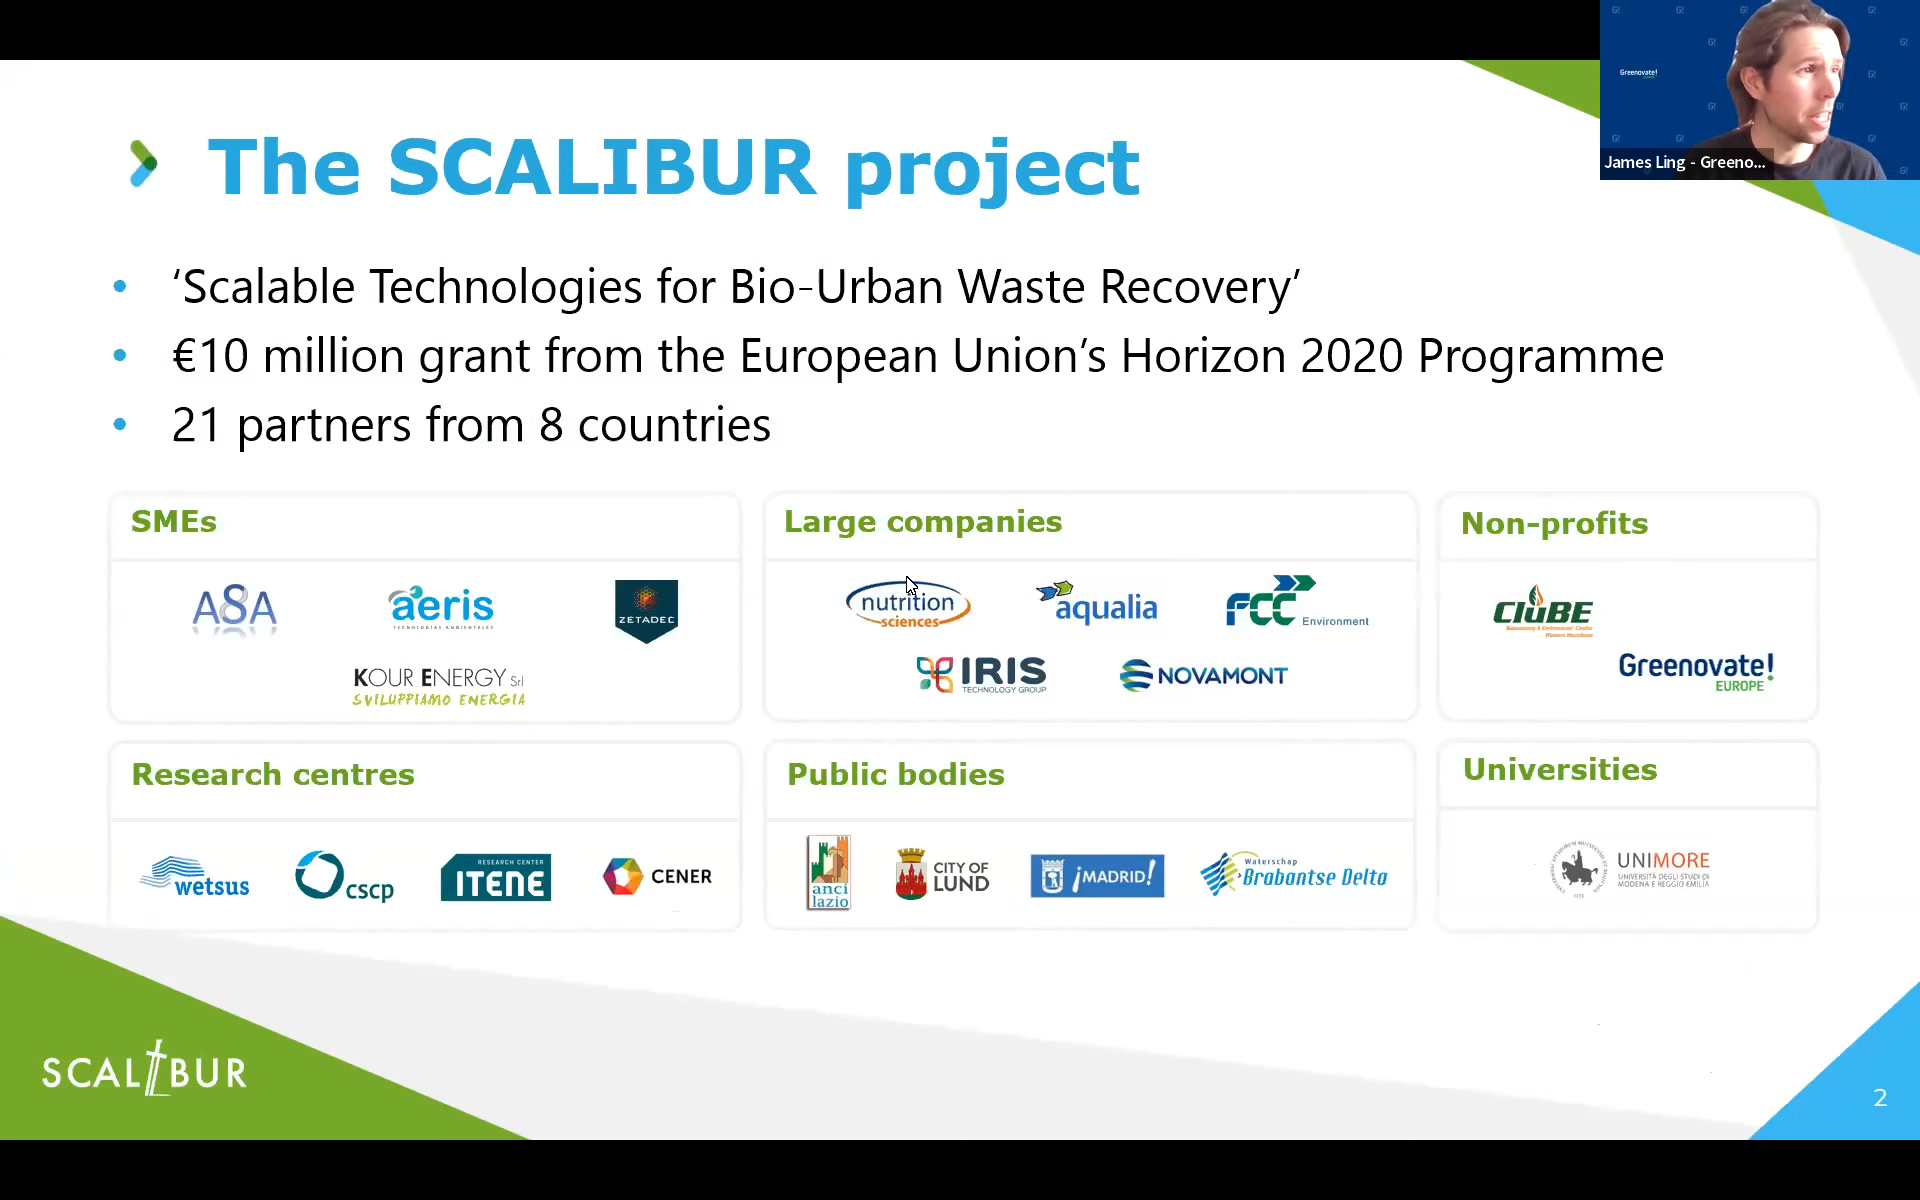 Greenovate!
James Ling - Greeno...
The SCALIBUR project
• ‘Scalable Technologies for Bio-Urban Waste Recovery’
• €10 million grant from the European Union’s Horizon 2020 Programme
• 21 partners from 8 countries
SMEs
A8A
aeris
TECNOLOGÍAS AMBIENTALES
ZETADEC
KOUR ENERGY Srl
SVILUPPIAMO ENERGIA
Large companies
nutrition
sciences
aqualia
FCC
Environment
IRIS
TECHNOLOGY GROUP
NOVAMONT
Non-profits
CluBE
Greenovate!
EUROPE
Research centres
wetsus
cscp
RESEARCH CENTER
ITENE
CENER
Public bodies
anci
lazio
CITY OF
LUND
¡MADRID!
Waterschap
Brabantse Delta
Universities
UNIMORE
UNIVERSITÀ DEGLI STUDI DI
MODENA E REGGIO EMILIA
SCALIBUR
2